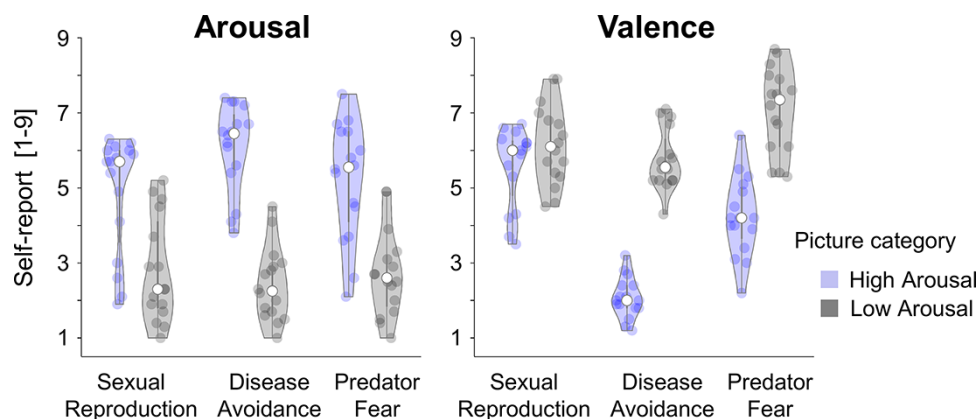 Arousal
Valence
Self-report [1-9]
9
7
5
3
1
9
7
5
3
1
Sexual
Reproduction
Disease
Avoidance
Predator
Fear
Sexual
Reproduction
Disease
Avoidance
Predator
Fear
Picture category
High Arousal
Low Arousal